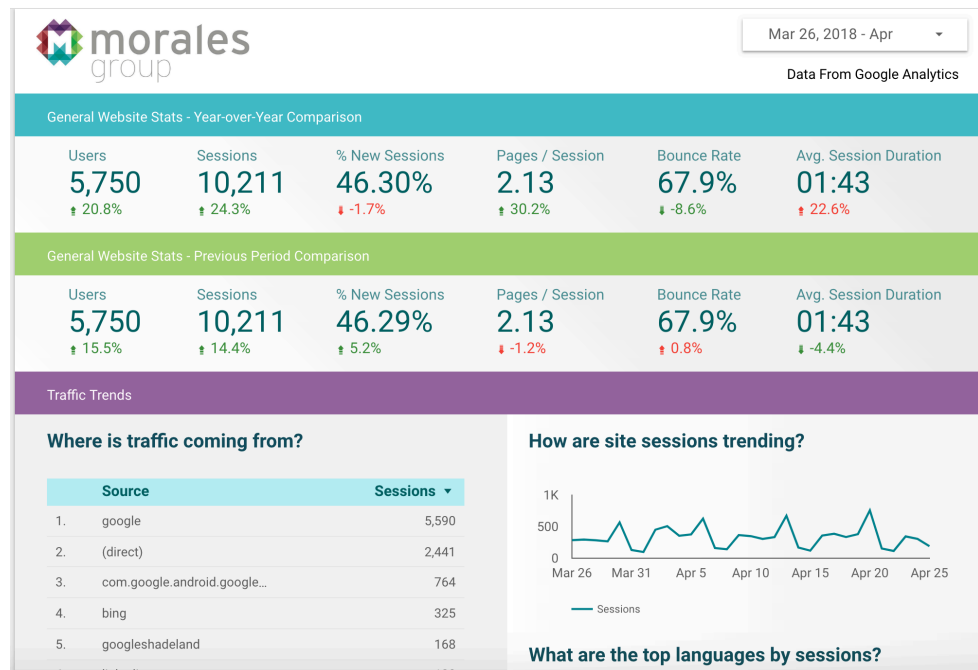 morales
group
Mar 26, 2018 - Apr
Data From Google Analytics
General Website Stats - Year-over-Year Comparison
Users Sessions % New Sessions Pages / Session Bounce Rate Avg. Session Duration
5,750 10,211 46.30% 2.13 67.9% 01:43
20.8% 24.3% -1.7% 30.2% -8.6% 22.6%
General Website Stats - Previous Period Comparison
Users Sessions % New Sessions Pages / Session Bounce Rate Avg. Session Duration
5,750 10,211 46.29% 2.13 67.9% 01:43
15.5% 14.4% 5.2% -1.2% 0.8% -4.4%
Traffic Trends
Where is traffic coming from?
Source Sessions
1. google 5,590
2. (direct) 2,441
3. com.google.android.google... 764
4. bing 325
5. googleshadeland 168
How are site sessions trending?
1K
500
0
Mar 26 Mar 31 Apr 5 Apr 10 Apr 15 Apr 20 Apr 25
Sessions
What are the top languages by sessions?